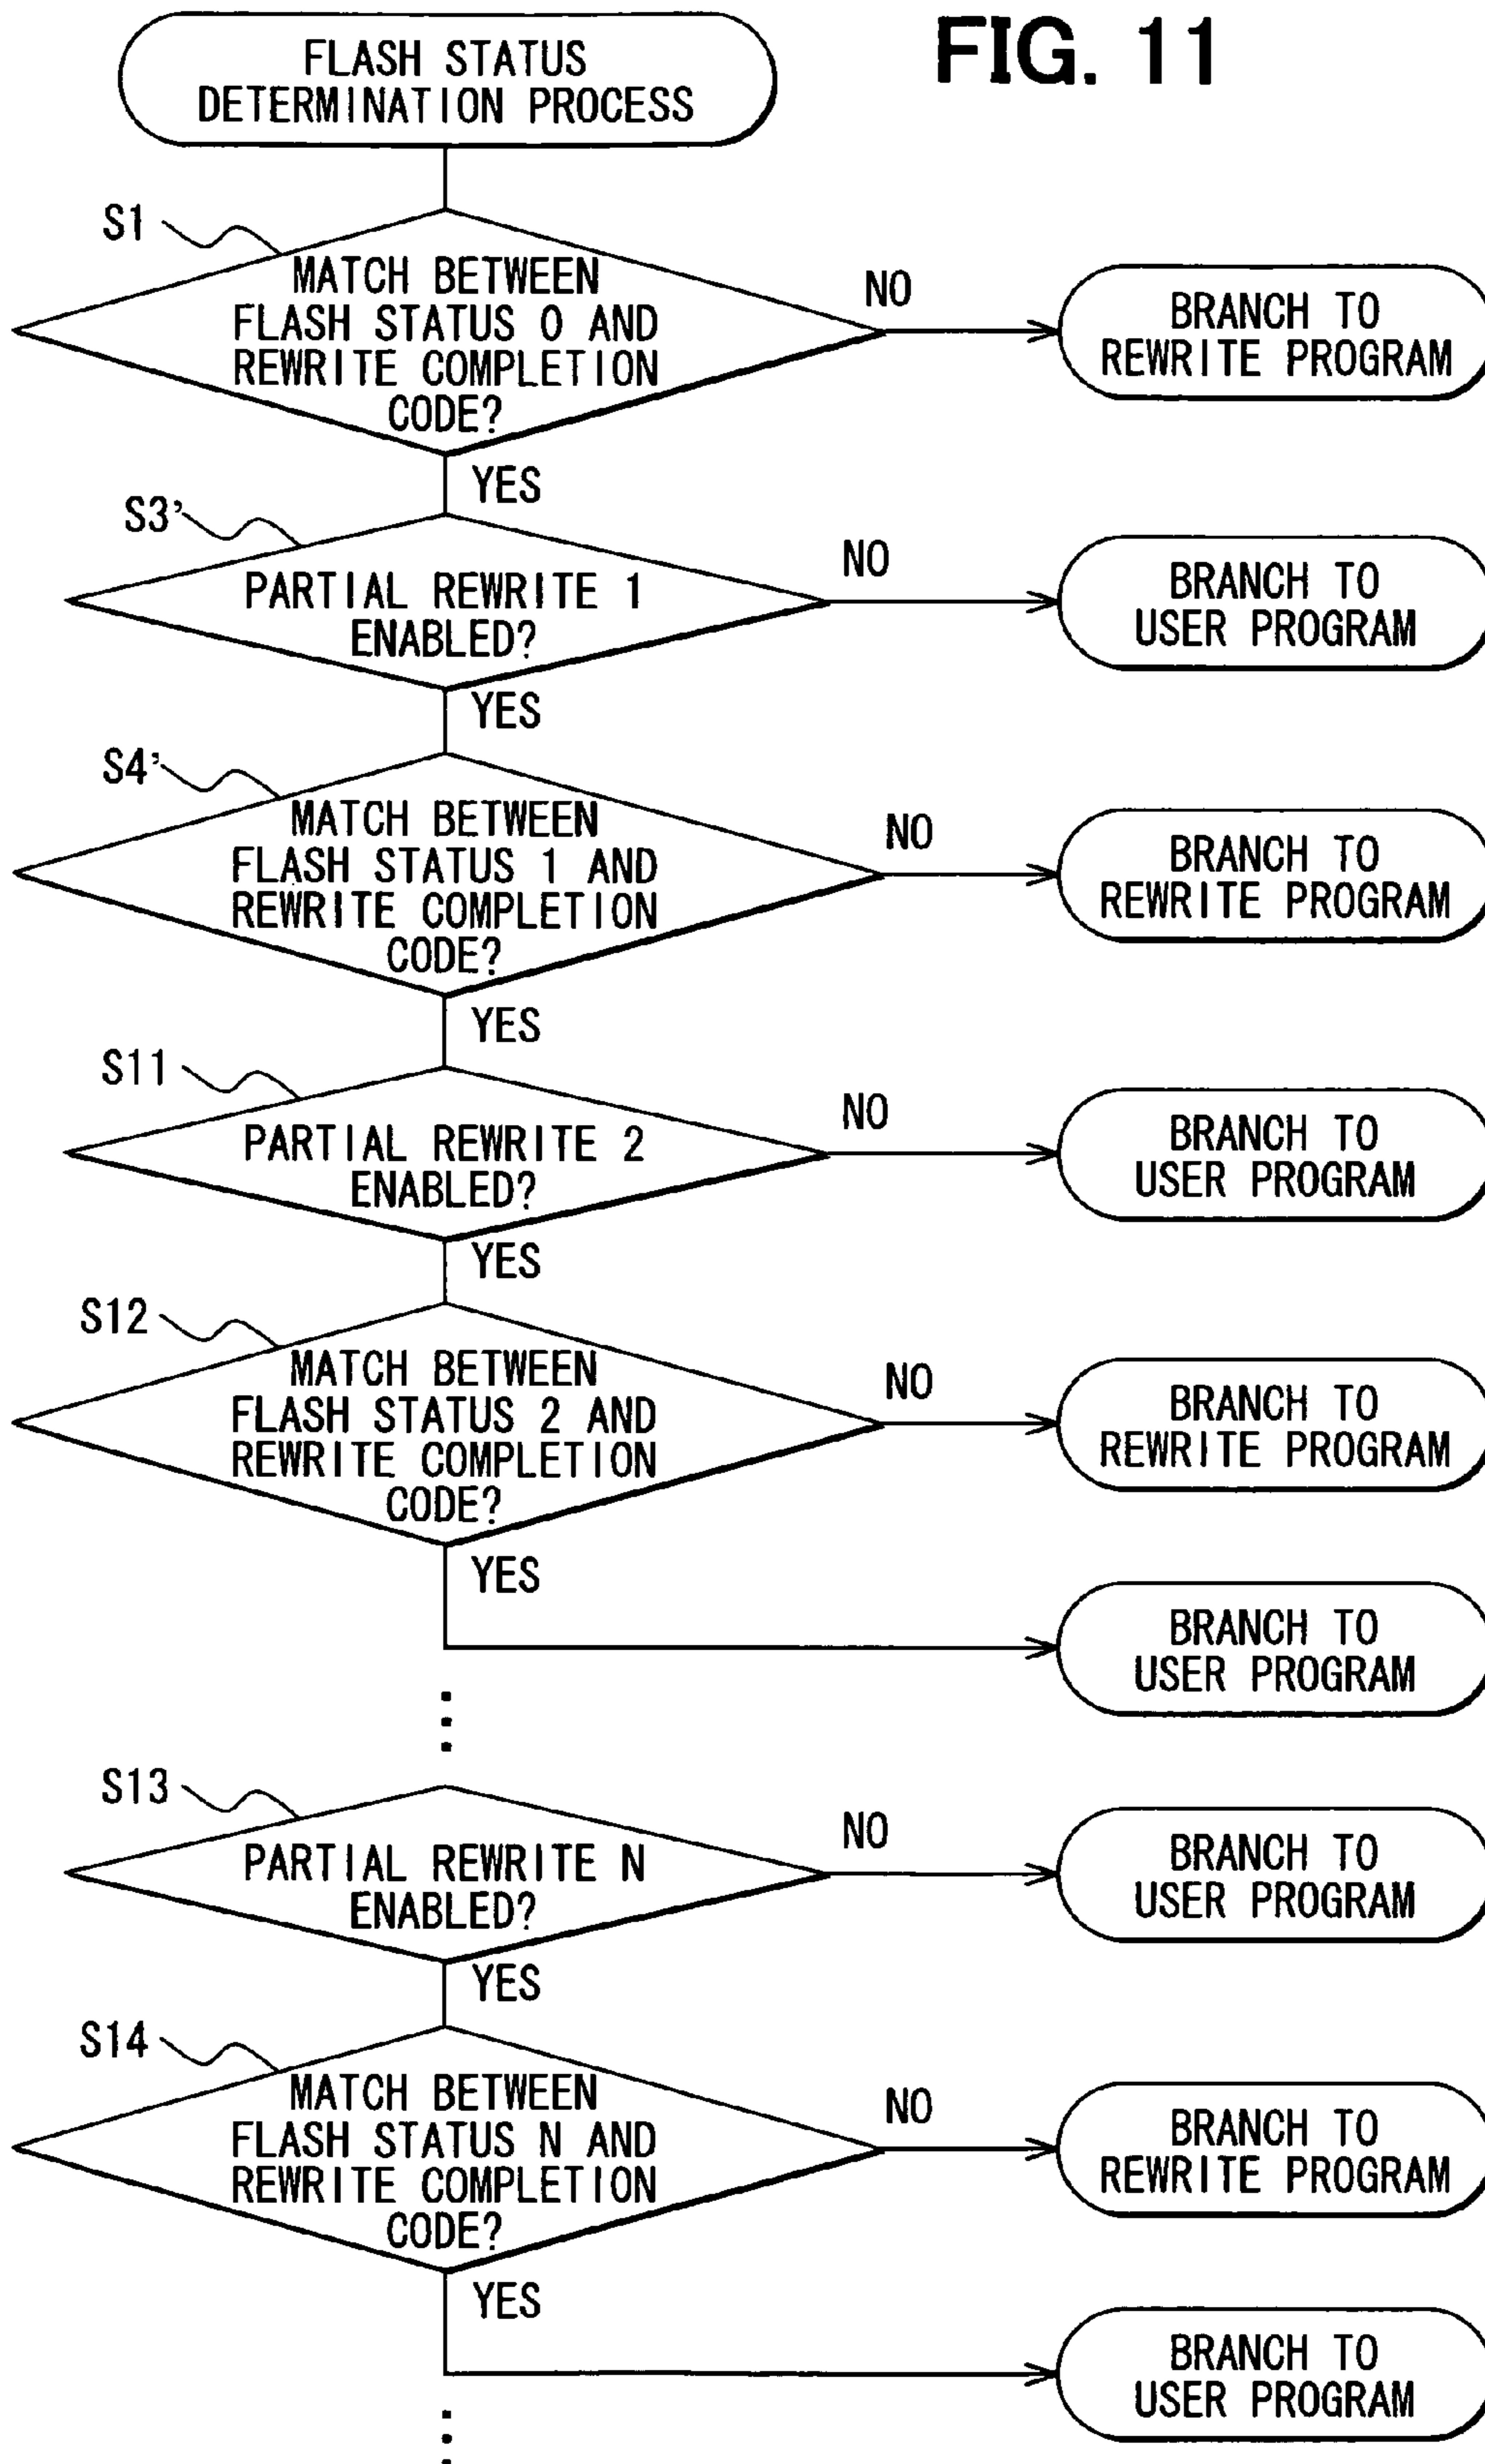 FIG. 11
FLASH STATUS
DETERMINATION PROCESS
S1
MATCH BETWEEN
FLASH STATUS 0 AND
REWRITE COMPLETION
CODE?
NO
BRANCH TO
REWRITE PROGRAM
YES
S3'
PARTIAL REWRITE 1
ENABLED?
NO
BRANCH TO
USER PROGRAM
YES
S4'
MATCH BETWEEN
FLASH STATUS 1 AND
REWRITE COMPLETION
CODE?
NO
BRANCH TO
REWRITE PROGRAM
YES
S11
PARTIAL REWRITE 2
ENABLED?
NO
BRANCH TO
USER PROGRAM
YES
S12
MATCH BETWEEN
FLASH STATUS 2 AND
REWRITE COMPLETION
CODE?
NO
BRANCH TO
REWRITE PROGRAM
YES
BRANCH TO
USER PROGRAM
S13
PARTIAL REWRITE N
ENABLED?
NO
BRANCH TO
USER PROGRAM
YES
S14
MATCH BETWEEN
FLASH STATUS N AND
REWRITE COMPLETION
CODE?
NO
BRANCH TO
REWRITE PROGRAM
YES
BRANCH TO
USER PROGRAM